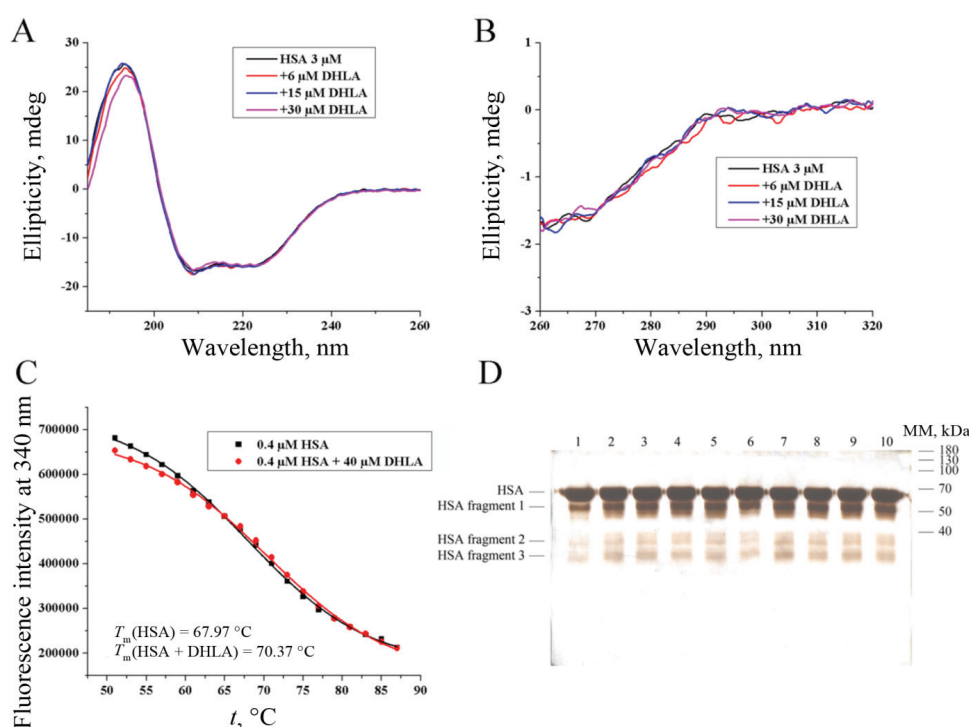 A
30
20
10
0
-10
-20
200
220
240
260
Ellipticity, mdeg
Wavelength, nm
HSA 3 µM
+6 µM DHLA
+15 µM DHLA
+30 µM DHLA
B
1
0
-1
-2
-3
260
270
280
290
300
310
320
Ellipticity, mdeg
Wavelength, nm
HSA 3 µM
+6 µM DHLA
+15 µM DHLA
+30 µM DHLA
C
700000
600000
500000
400000
300000
200000
50
55
60
65
70
75
80
85
90
Fluorescence intensity at 340 nm
t, °C
0.4 µM HSA
0.4 µM HSA + 40 µM DHLA
Tm(HSA) = 67.97 °C
Tm(HSA + DHLA) = 70.37 °C
D
1 2 3 4 5 6 7 8 9 10
MM, kDa
180
130
100
70
50
40
HSA
HSA fragment 1
HSA fragment 2
HSA fragment 3